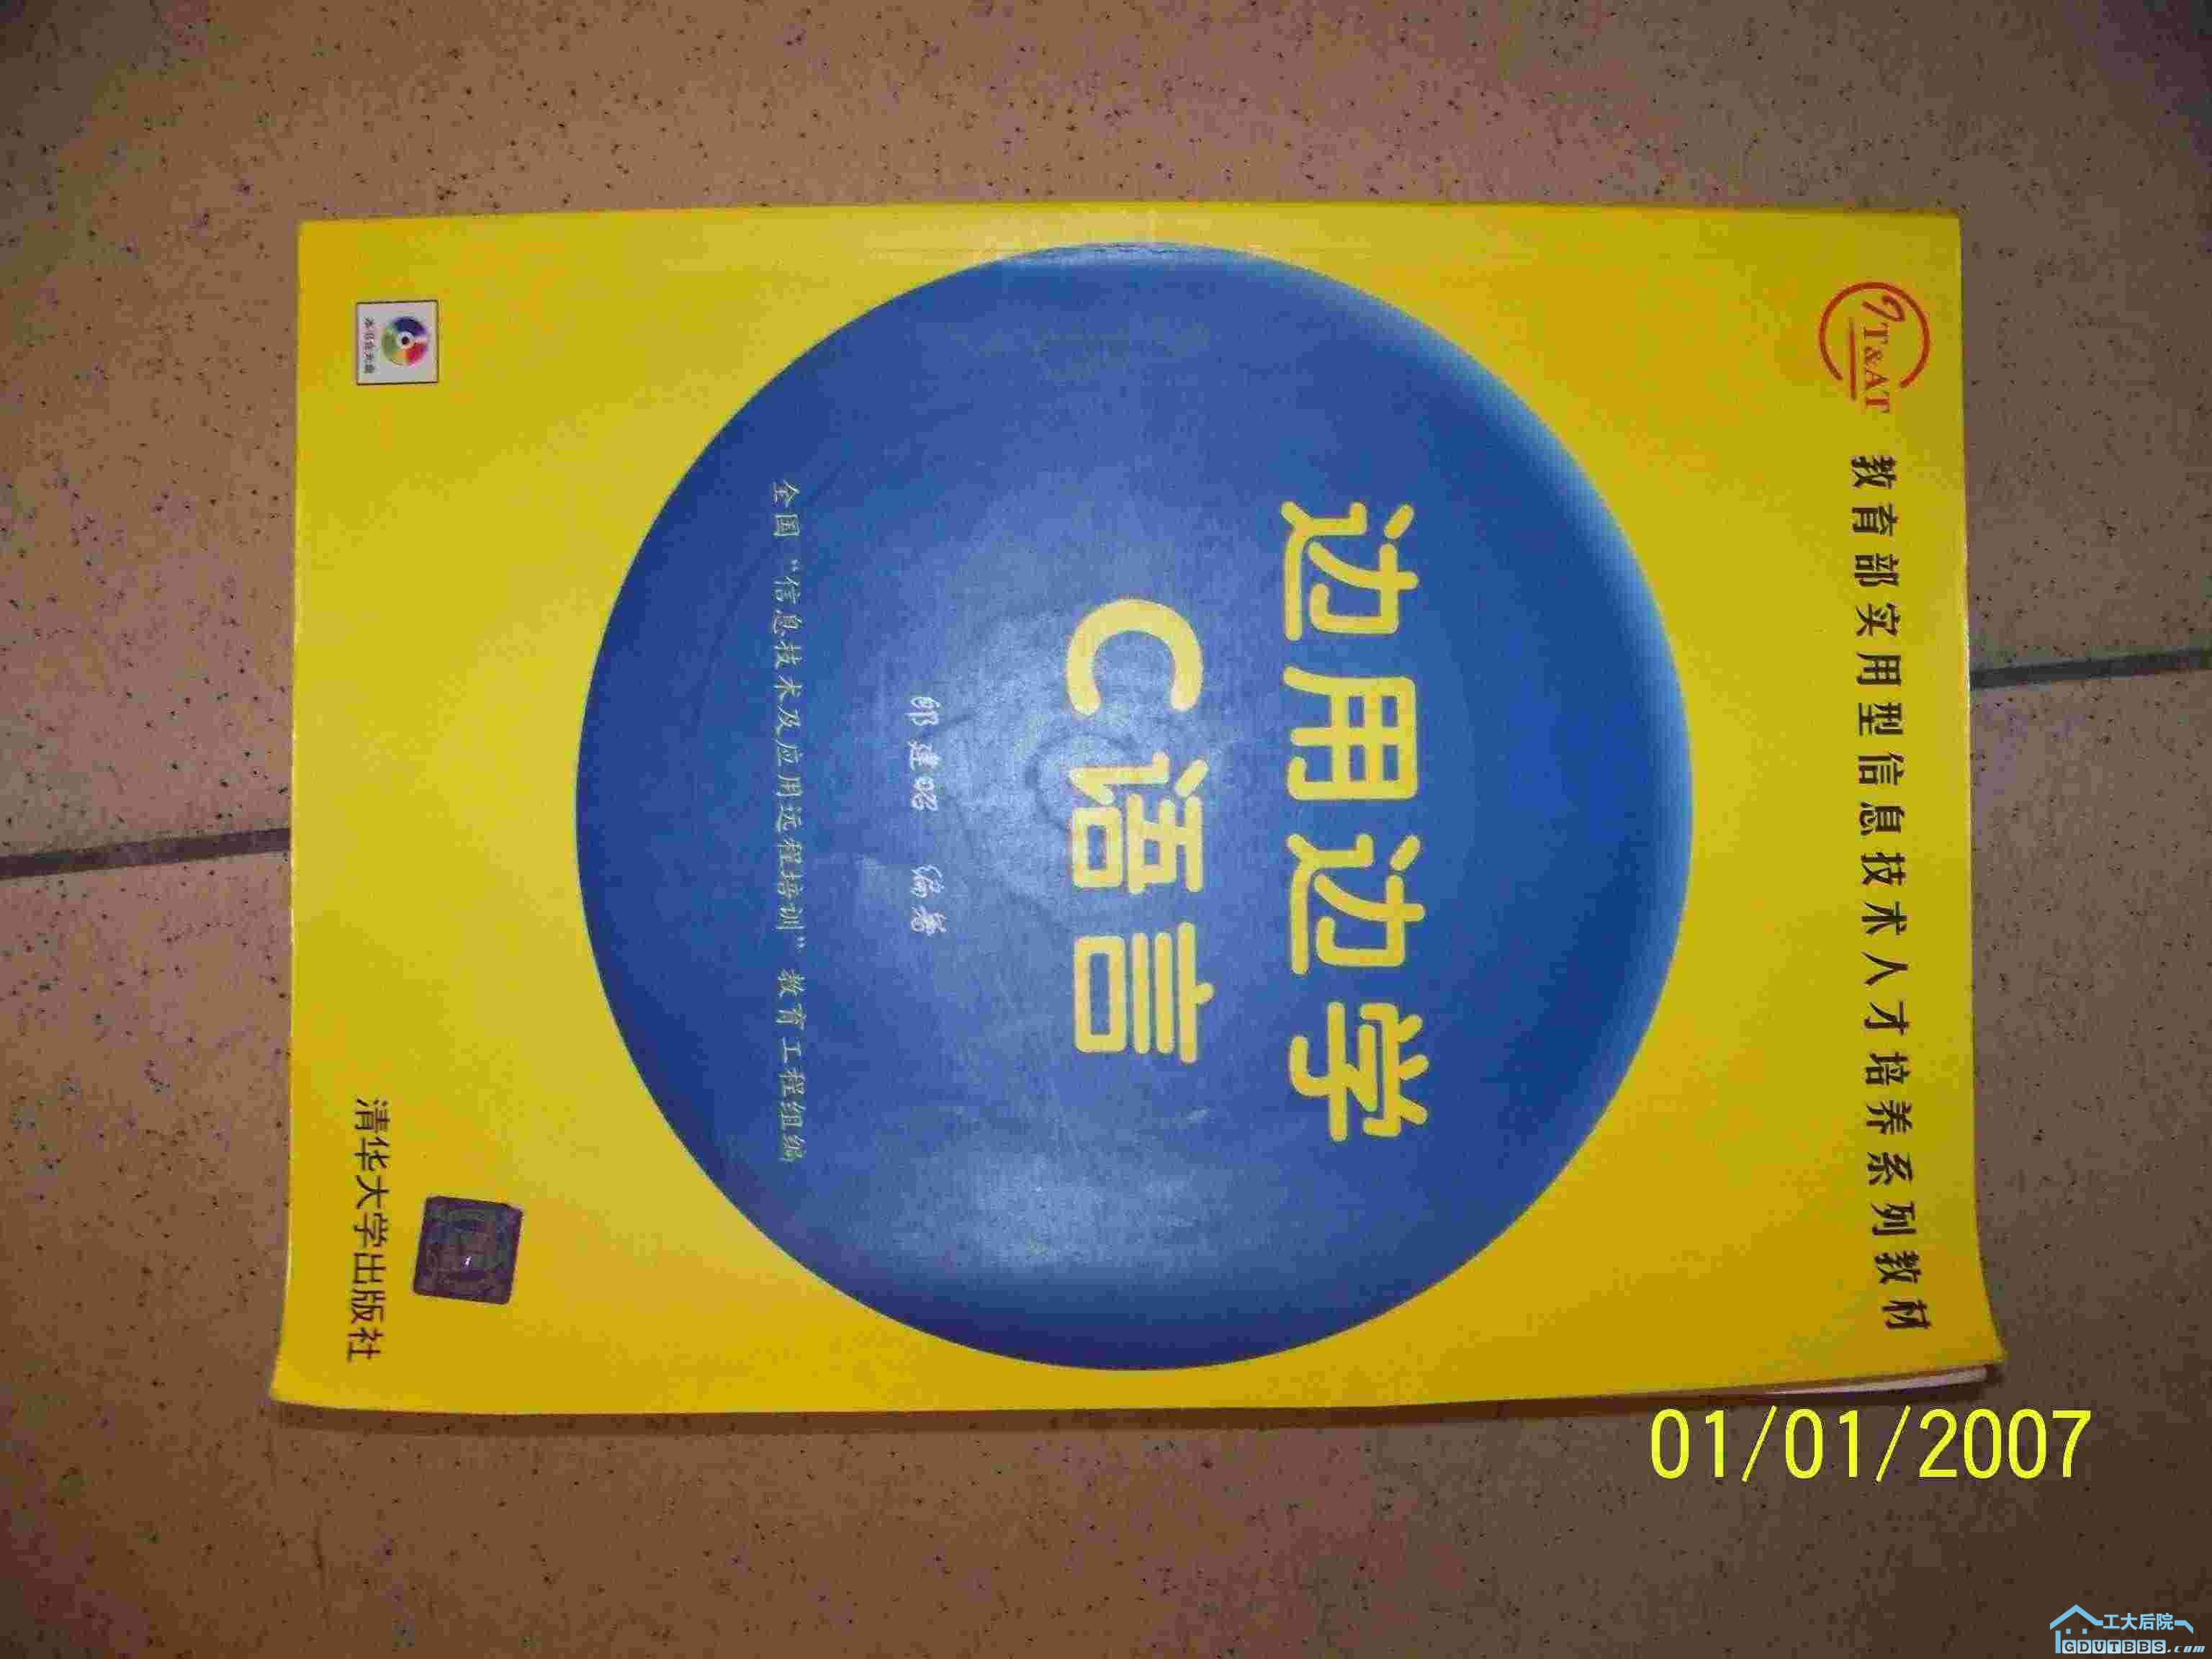 IT&AT 教育部实用型信息技术人才培养系列教材
边用边学
C语言
建昭 编著
全国“信息技术及应用远程培训”教育工程组编
清华大学出版社
01/01/2007
工大后院
GDUTBBS.com